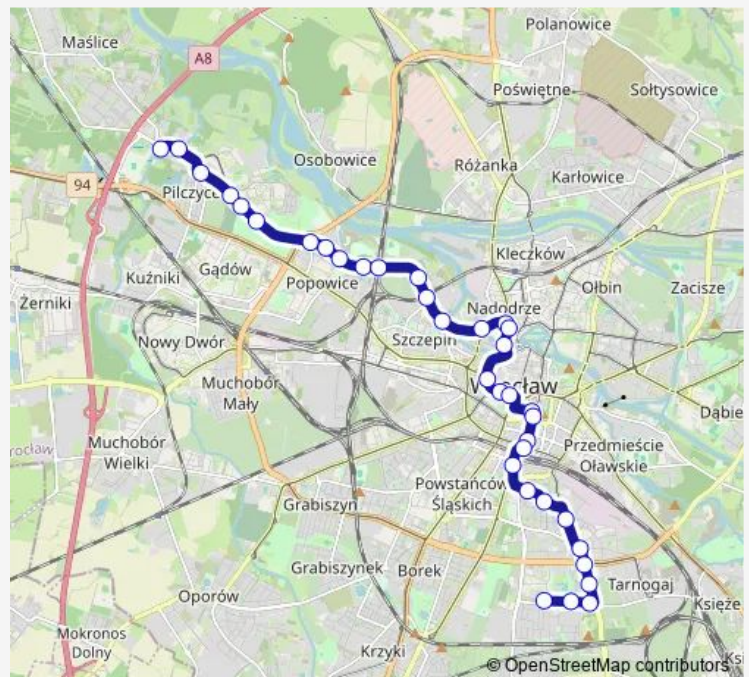 Polanowice
Maślice
A8
Poświętne
Sołtysowice
Osobowice
Różanka
Karłowice
94
Pilczyce
Kleczków
Gądów
Kuźniki
Popowice
Ołbin
Zacisze
Żerniki
Nadodrze
Nowy Dwór
Szczepin
Muchobór
Mały
Wrocław
Dąbie
Muchobór
Wielki
Przedmieście
Oławskie
Powstańców
Śląskich
Grabiszyn
Grabiszynek
Borek
Tarnogaj
Oporów
Księże
Mokronos
Dolny
Krzyki
© OpenStreetMap contributors